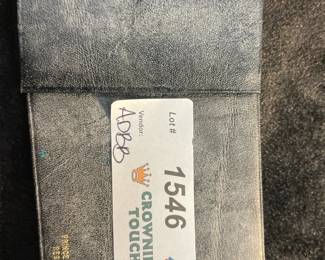 Lot # 1546
Vendor: ADBB
CROWNIN
TOUCH